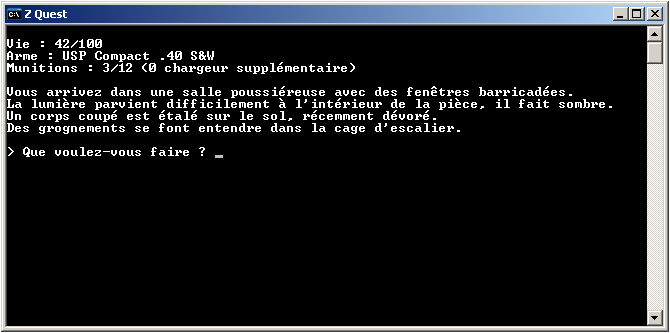 Z Quest
Vie : 42/100
Arme : USP Compact .40 S&W
Munitions : 3/12 (0 chargeur supplémentaire)
Vous arrivez dans une salle poussiéreuse avec des fenêtres barricadées.
La lumière parvient difficilement à l'intérieur de la pièce, il fait sombre.
Un corps coupé est étalé sur le sol, récemment dévoré.
Des grognements se font entendre dans la cage d'escalier.
> Que voulez-vous faire ? _